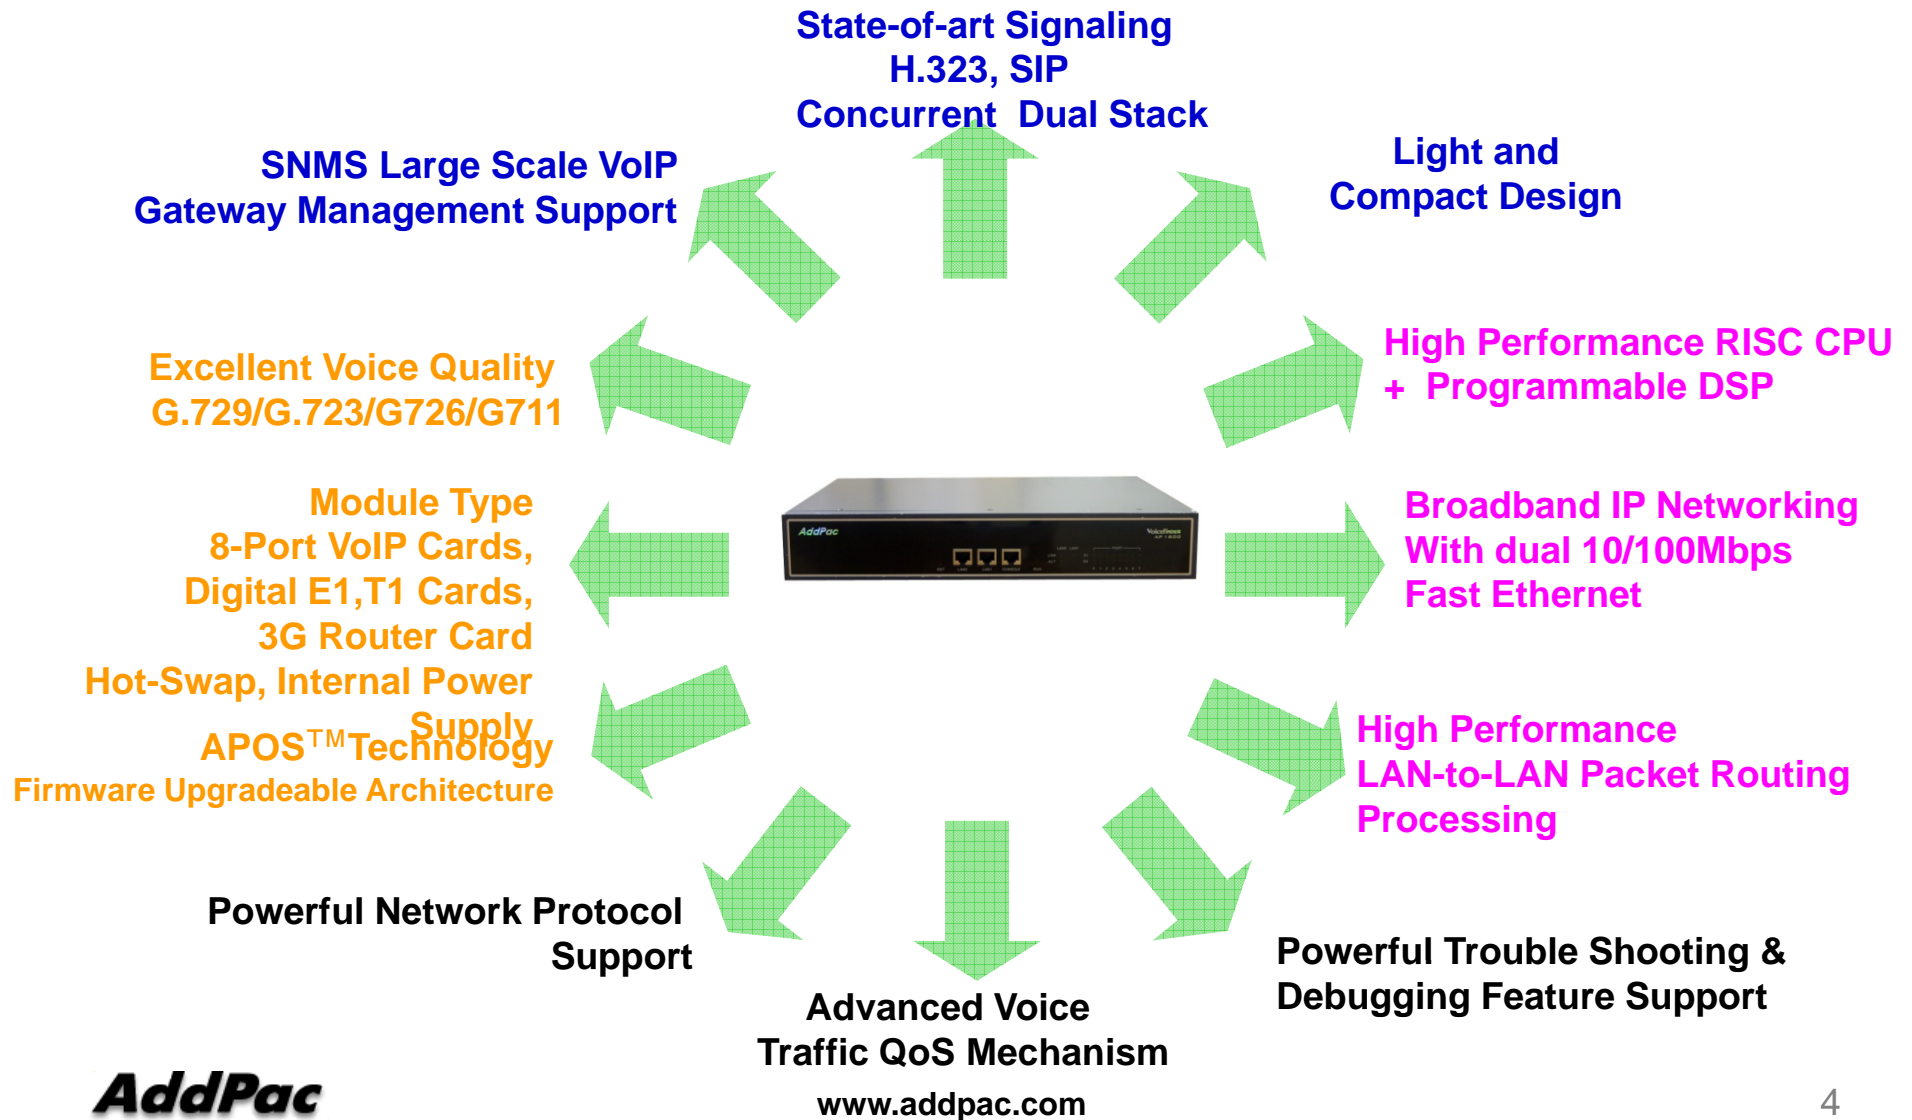 State-of-art Signaling
H.323, SIP
Concurrent Dual Stack
SNMS Large Scale VoIP
Gateway Management Support
Light and
Compact Design
Excellent Voice Quality
G.729/G.723/G726/G711
High Performance RISC CPU
+ Programmable DSP
Module Type
8-Port VoIP Cards,
Digital E1,T1 Cards,
3G Router Card
Hot-Swap, Internal Power
Supply
Broadband IP Networking
With dual 10/100Mbps
Fast Ethernet
AddPac
VoiceFinder
AP1800
APOS™Technology
Firmware Upgradeable Architecture
High Performance
LAN-to-LAN Packet Routing
Processing
Powerful Network Protocol
Support
Advanced Voice
Traffic QoS Mechanism
Powerful Trouble Shooting &
Debugging Feature Support
AddPac
www.addpac.com
4